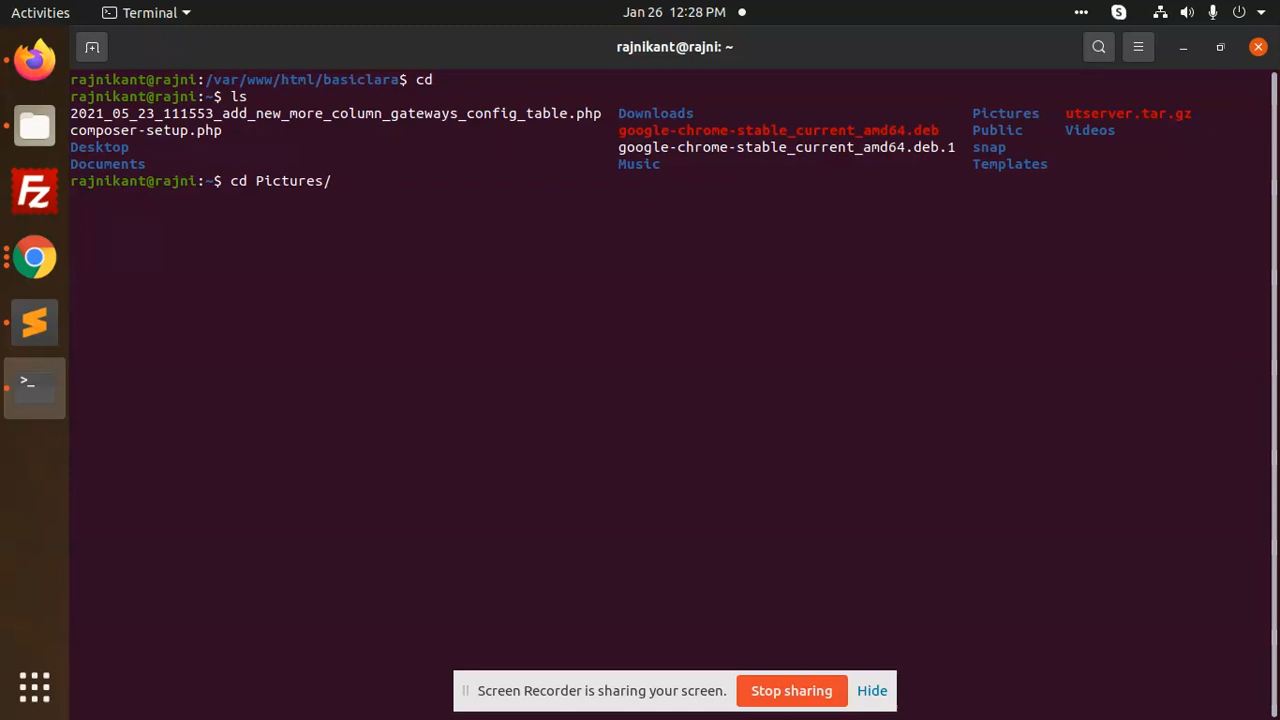 Activities Terminal Jan 26 12:28 PM
rajnikant@rajni: ~
rajnikant@rajni:/var/www/html/basiclara$ cd
rajnikant@rajni:~$ ls
2021_05_23_111553_add_new_more_column_gateways_config_table.php Downloads Pictures utserver.tar.gz
composer-setup.php google-chrome-stable_current_amd64.deb Public Videos
Desktop google-chrome-stable_current_amd64.deb.1 snap
Documents Music Templates
rajnikant@rajni:~$ cd Pictures/
Fz
>_
Screen Recorder is sharing your screen. Stop sharing Hide